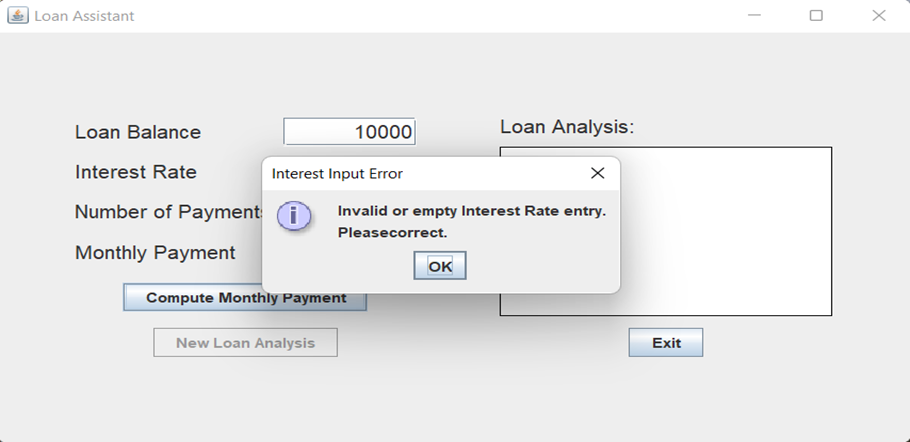 Loan Assistant
Loan Balance
10000
Loan Analysis:
Interest Rate
Number of Payments
Monthly Payment
Interest Input Error
Invalid or empty Interest Rate entry.
Pleasecorrect.
OK
Compute Monthly Payment
New Loan Analysis
Exit